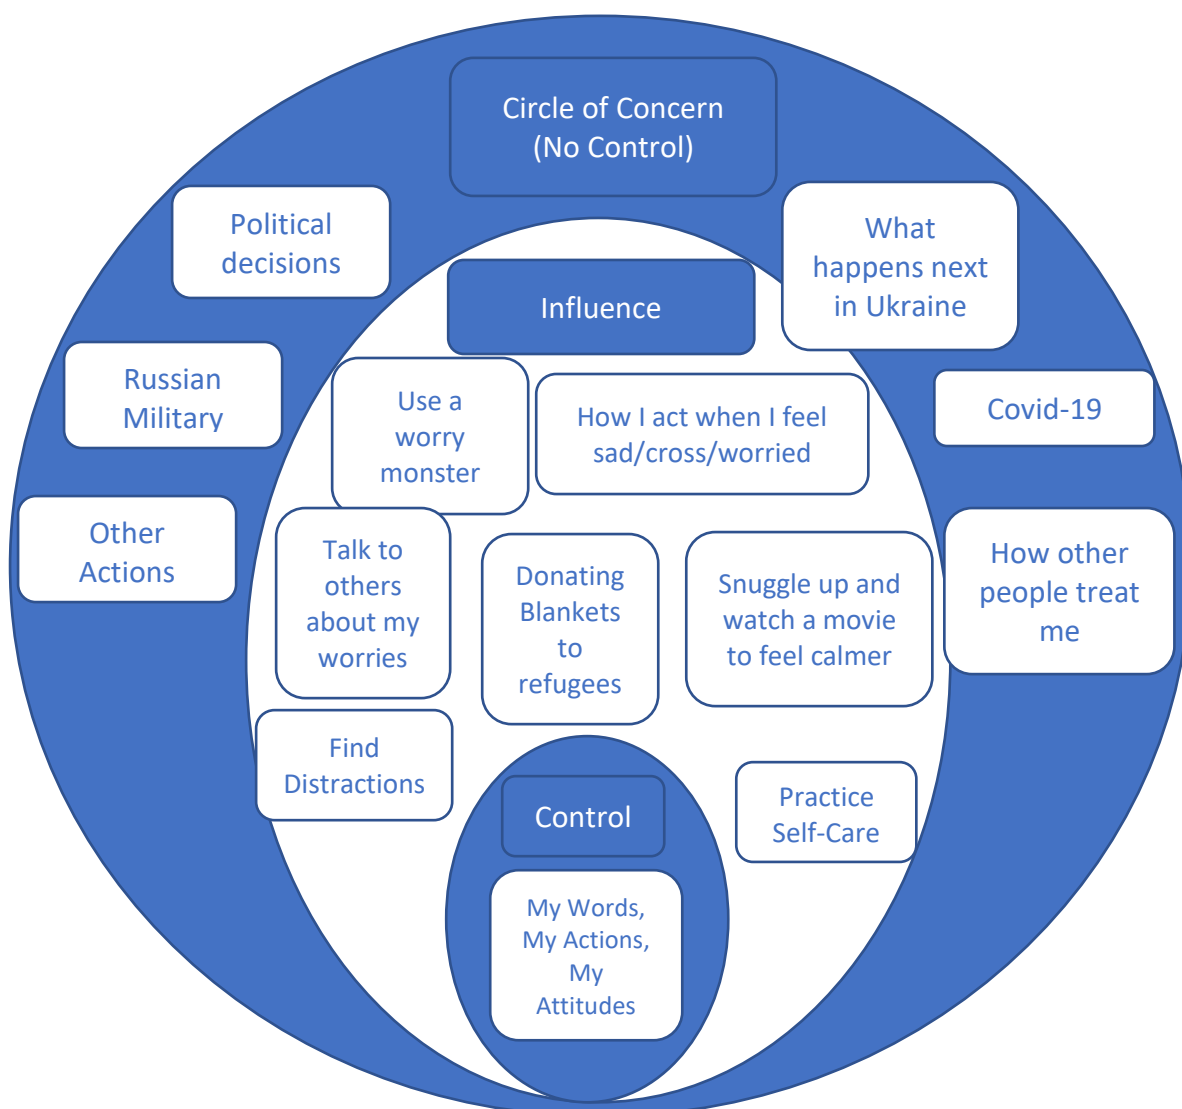 Circle of Concern
(No Control)
Political
decisions
What
happens next
in Ukraine
Influence
Russian
Military
Use a
worry
monster
How I act when I feel
sad/cross/worried
Covid-19
Other
Actions
Talk to
others
about my
worries
Donating
Blankets
to
refugees
Snuggle up and
watch a movie
to feel calmer
How other
people treat
me
Find
Distractions
Control
Practice
Self-Care
My Words,
My Actions,
My
Attitudes